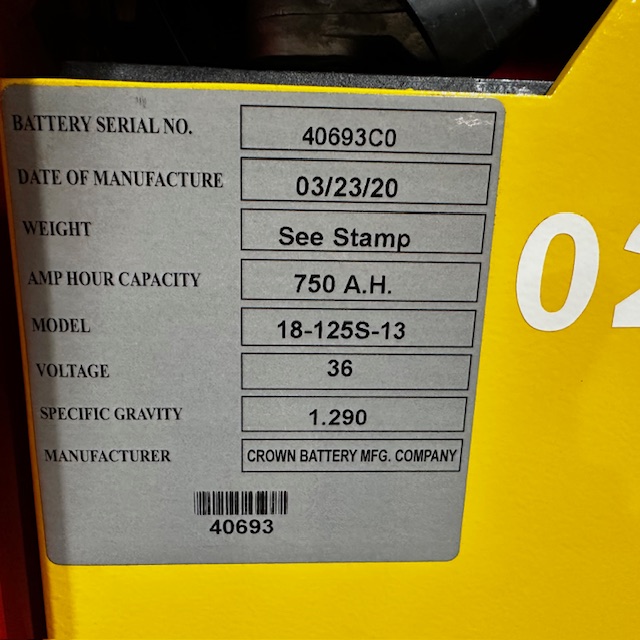 BATTERY SERIAL NO. 40693C0
DATE OF MANUFACTURE 03/23/20
WEIGHT See Stamp
AMP HOUR CAPACITY 750 A.H.
MODEL 18-125S-13
VOLTAGE 36
SPECIFIC GRAVITY 1.290
MANUFACTURER CROWN BATTERY MFG. COMPANY
40693
02